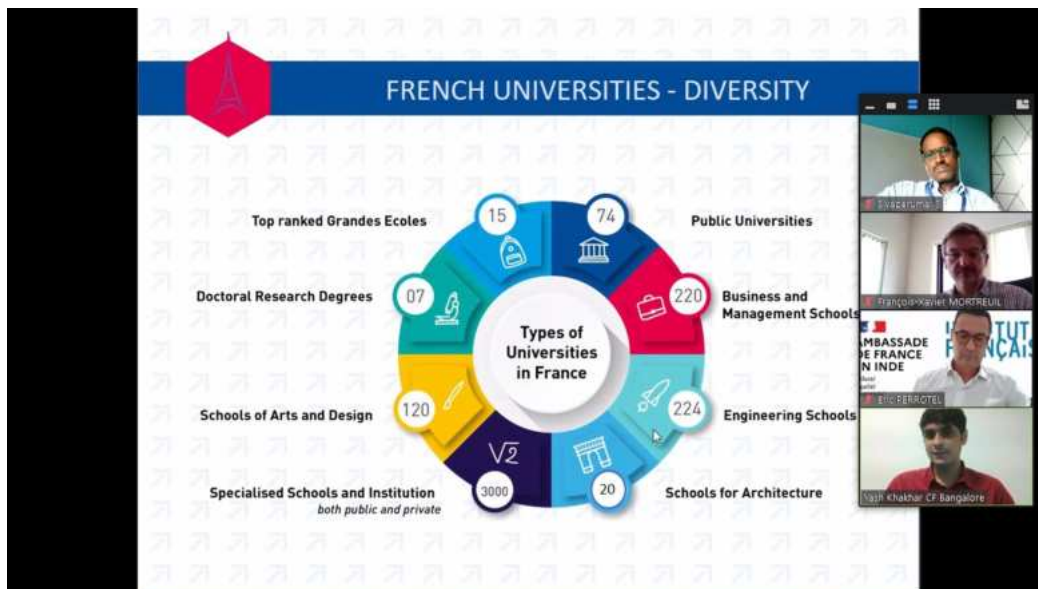 FRENCH UNIVERSITIES - DIVERSITY
Top ranked Grandes Ecoles
15
74
Public Universities
Doctoral Research Degrees
07
220
Business and
Management Schools
Types of
Universities
in France
Schools of Arts and Design
120
224
Engineering Schools
√2
Specialised Schools and Institution
both public and private
3000
20
Schools for Architecture
François-Xavier MORTREUIL
AMBASSADE
DE FRANCE
EN INDE
INSTITUT
FRANÇAIS
Eric PERROTEL
Yash Khakhar CF Bangalore